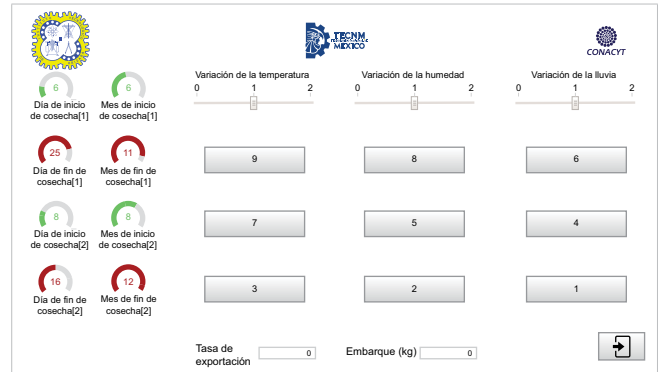 TECNM
MÉXICO
CONACYT
Variación de la temperatura
0 1 2
Variación de la humedad
0 1 2
Variación de la lluvia
0 1 2
6
Día de inicio
de cosecha[1]
6
Mes de inicio
de cosecha[1]
25
Día de fin de
cosecha[1]
11
Mes de fin de
cosecha[1]
8
Día de inicio
de cosecha[2]
8
Mes de inicio
de cosecha[2]
16
Día de fin de
cosecha[2]
12
Mes de fin de
cosecha[2]
9 8 6
7 5 4
3 2 1
Tasa de
exportación
0
Embarque (kg)
0